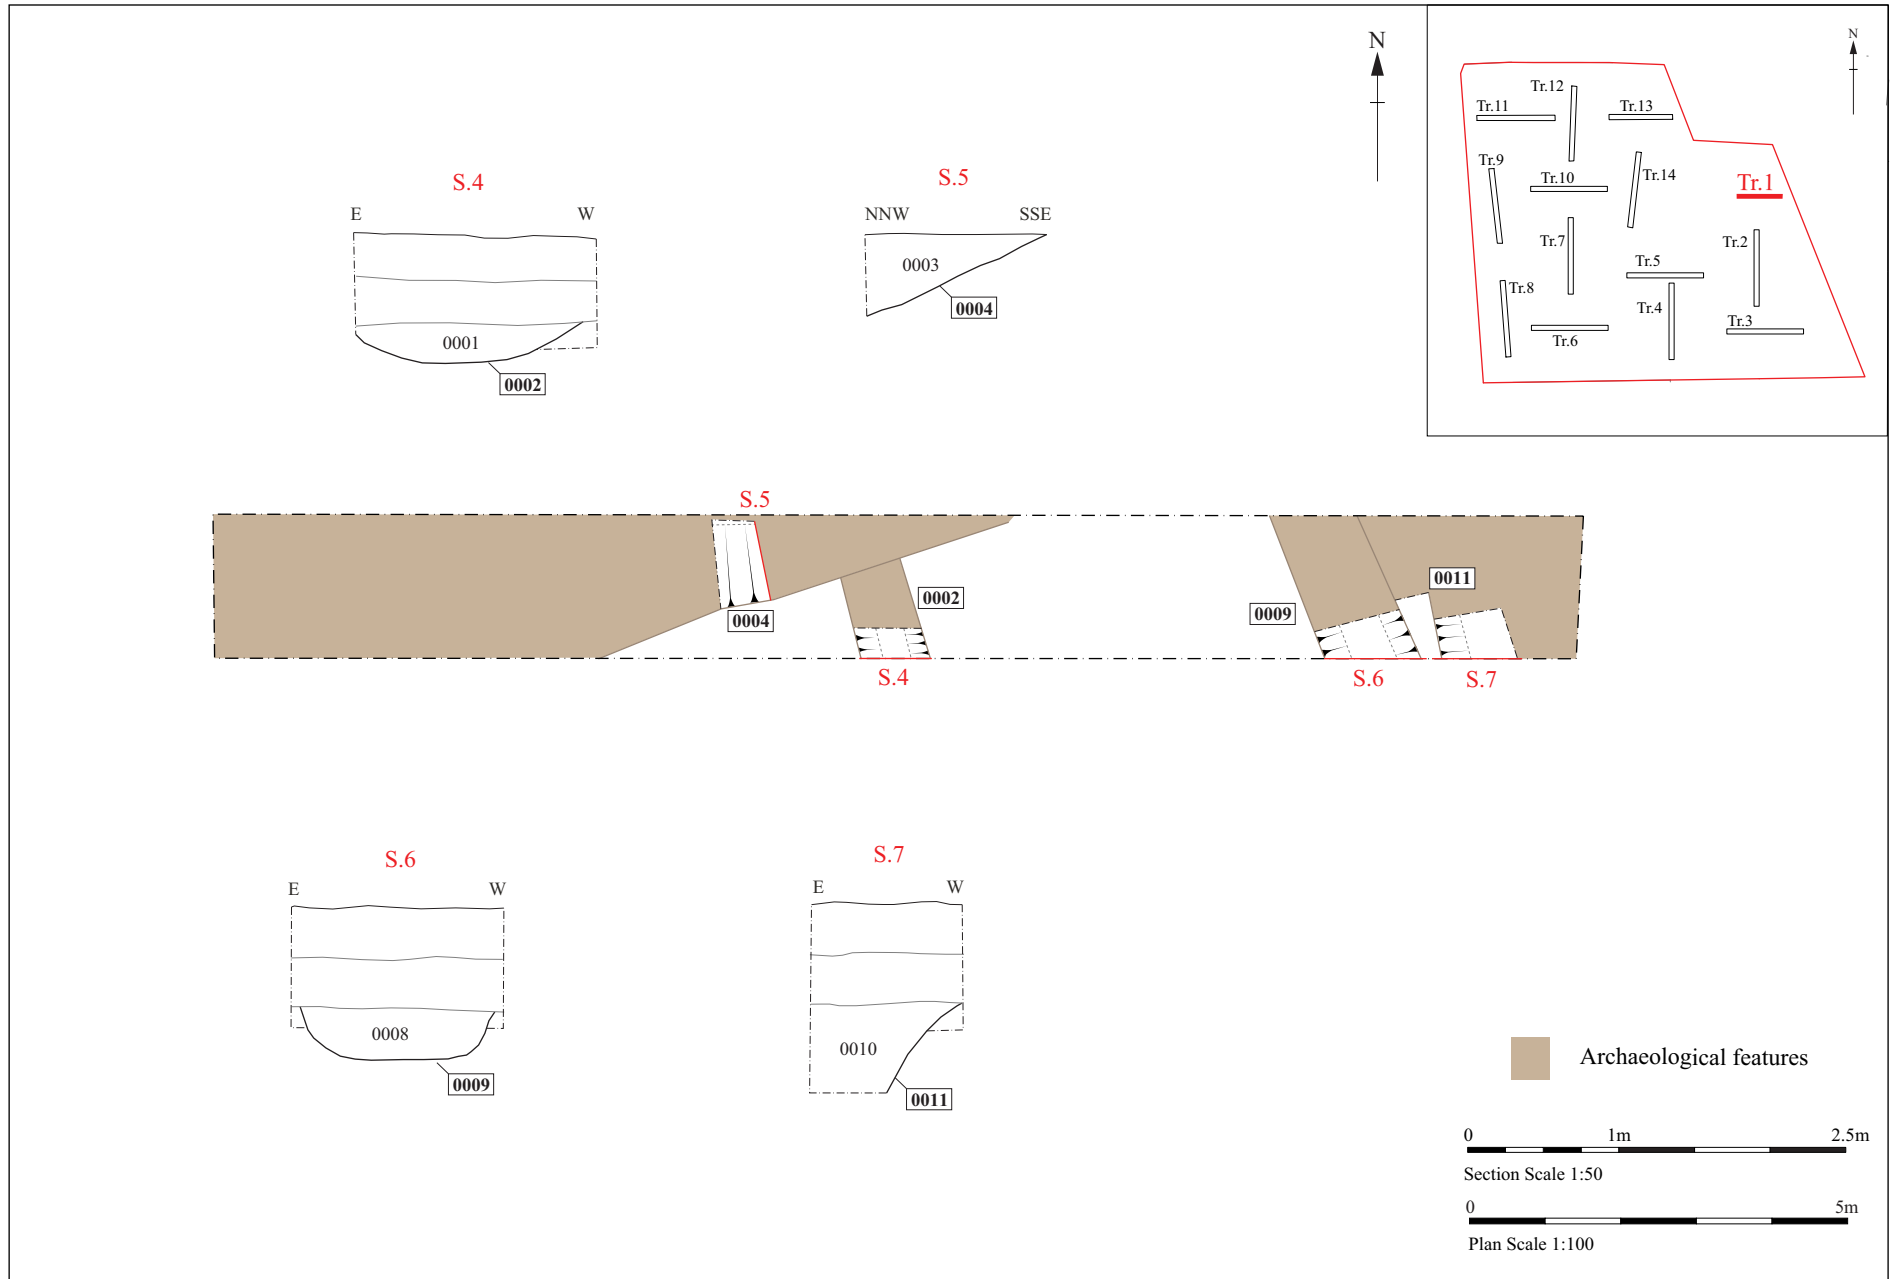 S.4
E W
0001
0002
S.5
NNW SSE
0003
0004
N
N
Tr.12
Tr.11
Tr.13
Tr.9
Tr.10
Tr.14
Tr.1
Tr.7
Tr.2
Tr.5
Tr.8
Tr.4
Tr.3
Tr.6
S.5
0011
0002
0009
0004
S.4
S.6
S.7
S.6
E W
0008
0009
S.7
E W
0010
0011
Archaeological features
0 1m 2.5m
Section Scale 1:50
0 5m
Plan Scale 1:100